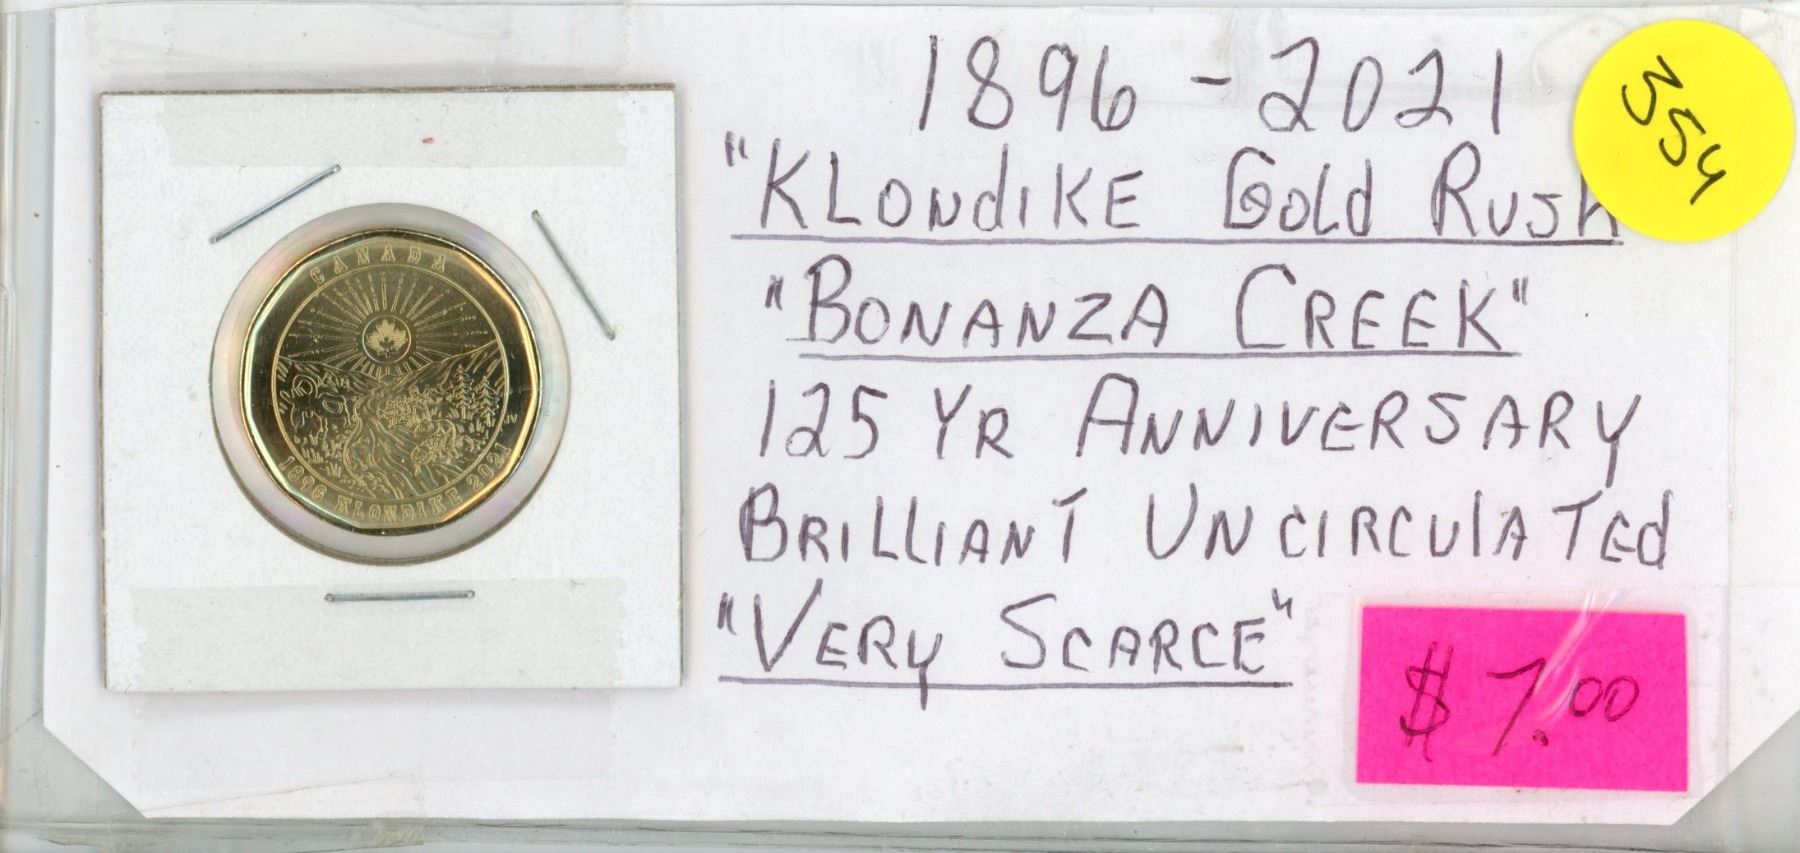 1896 - 2021
"KLONDIKE GOLD RUSH
"BONANZA CREEK"
125 YR ANNIVERSARY
BRILLIANT UNCIRCULATED
"VERY SCARCE"
$7.00
354
CANADA
JV
1896 KLONDIKE 2021